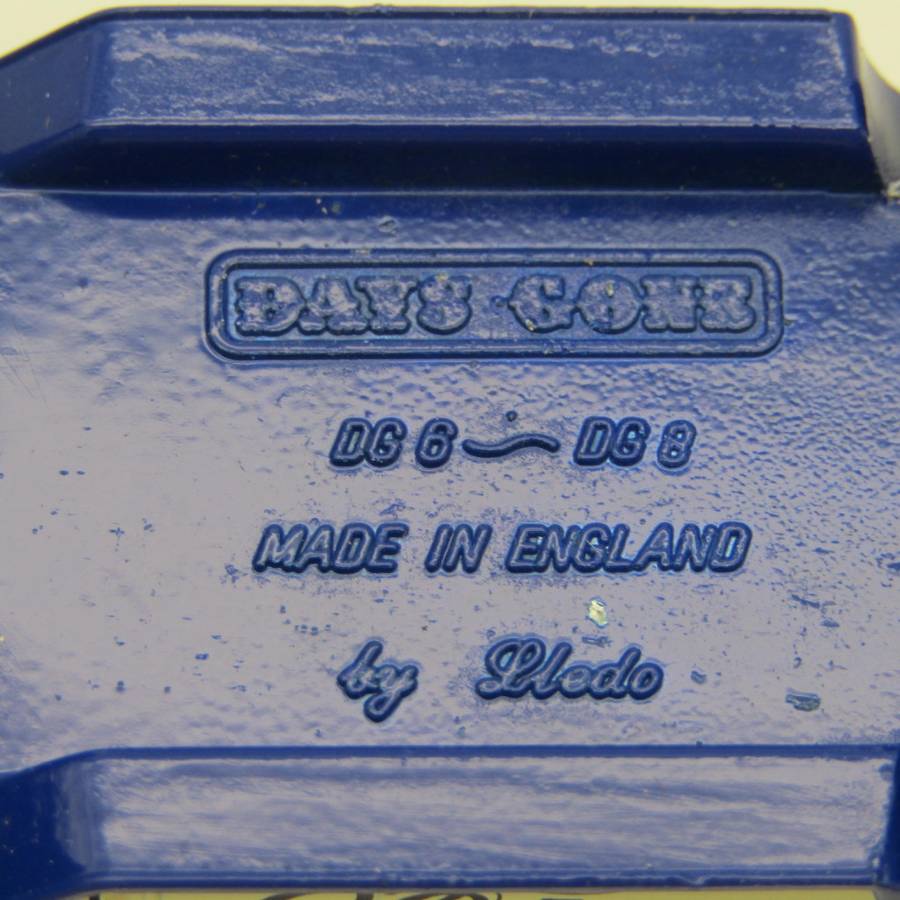 DAYS GONE
DG 6~DG 8
MADE IN ENGLAND
by Lledo